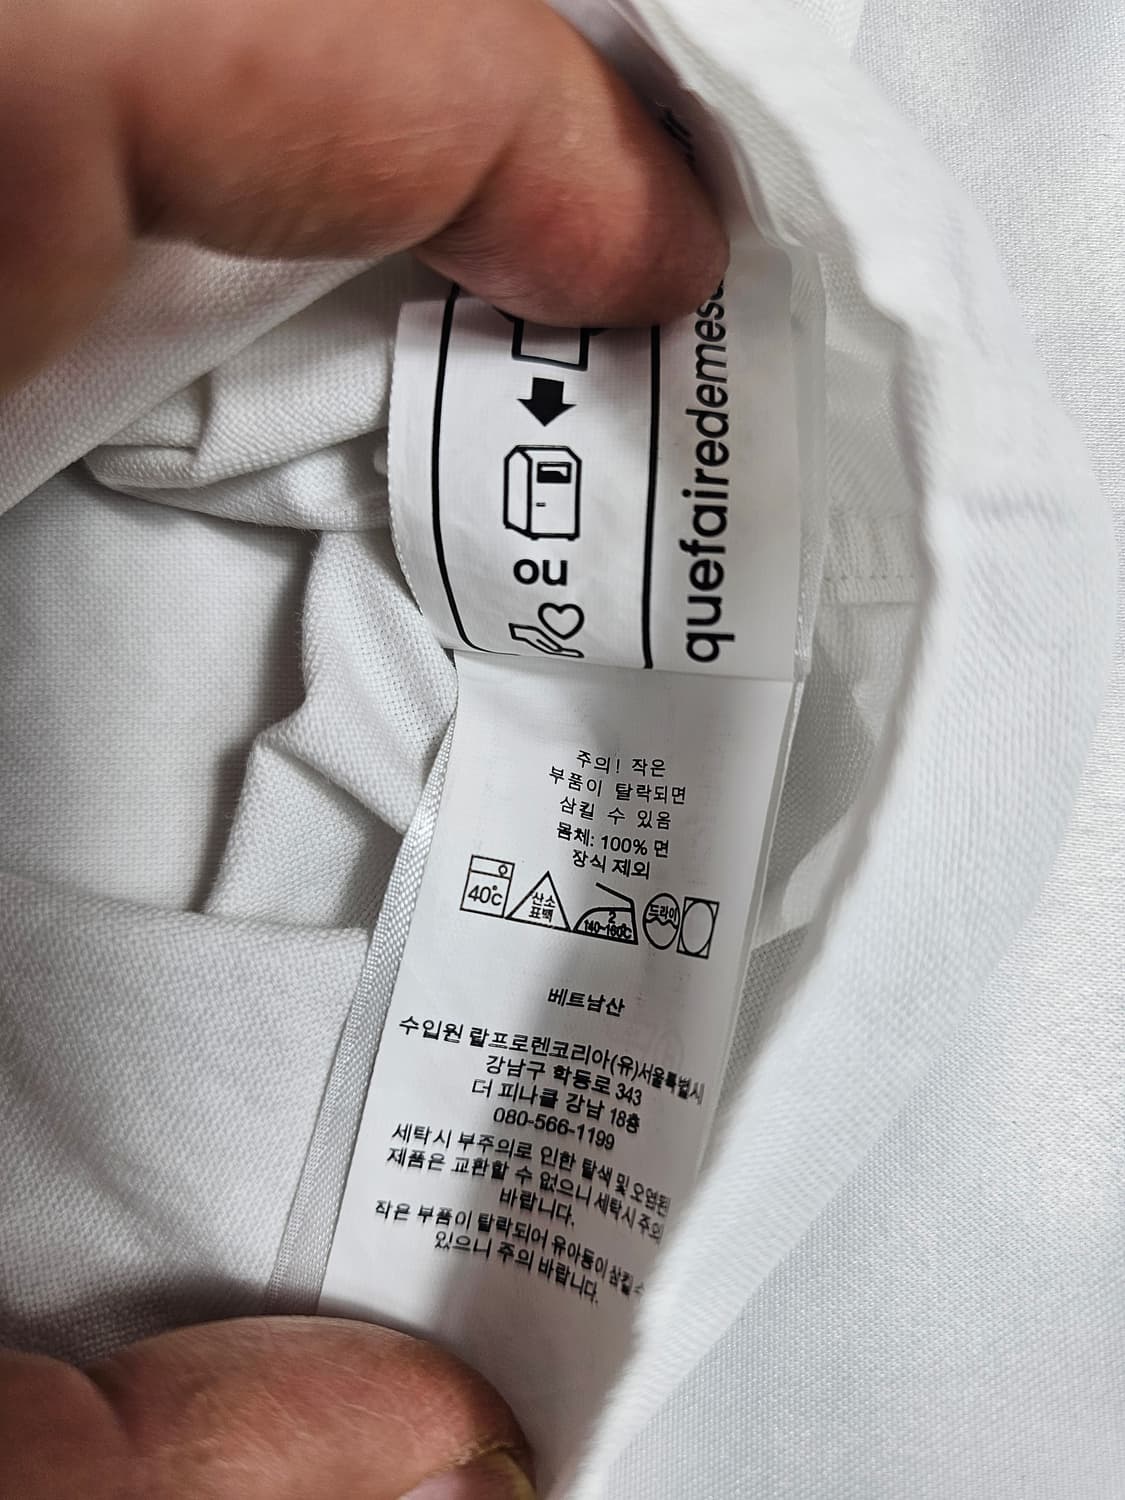 ou
quefairedemes
주의! 작은
부품이 탈락되면
삼킬 수 있음
몸체: 100% 면
장식 제외
40℃
산소
표백
2
140~160℃
드라이
베트남산
수입원 랄프로렌코리아(유)서울특별시
강남구 학동로 343
더 피나클 강남 18층
080-566-1199
세탁시 부주의로 인한 탈색 및 오염된
제품은 교환할 수 없으니 세탁시 주의
바랍니다.
작은 부품이 탈락되어 유아동이 삼킬 수
있으니 주의 바랍니다.